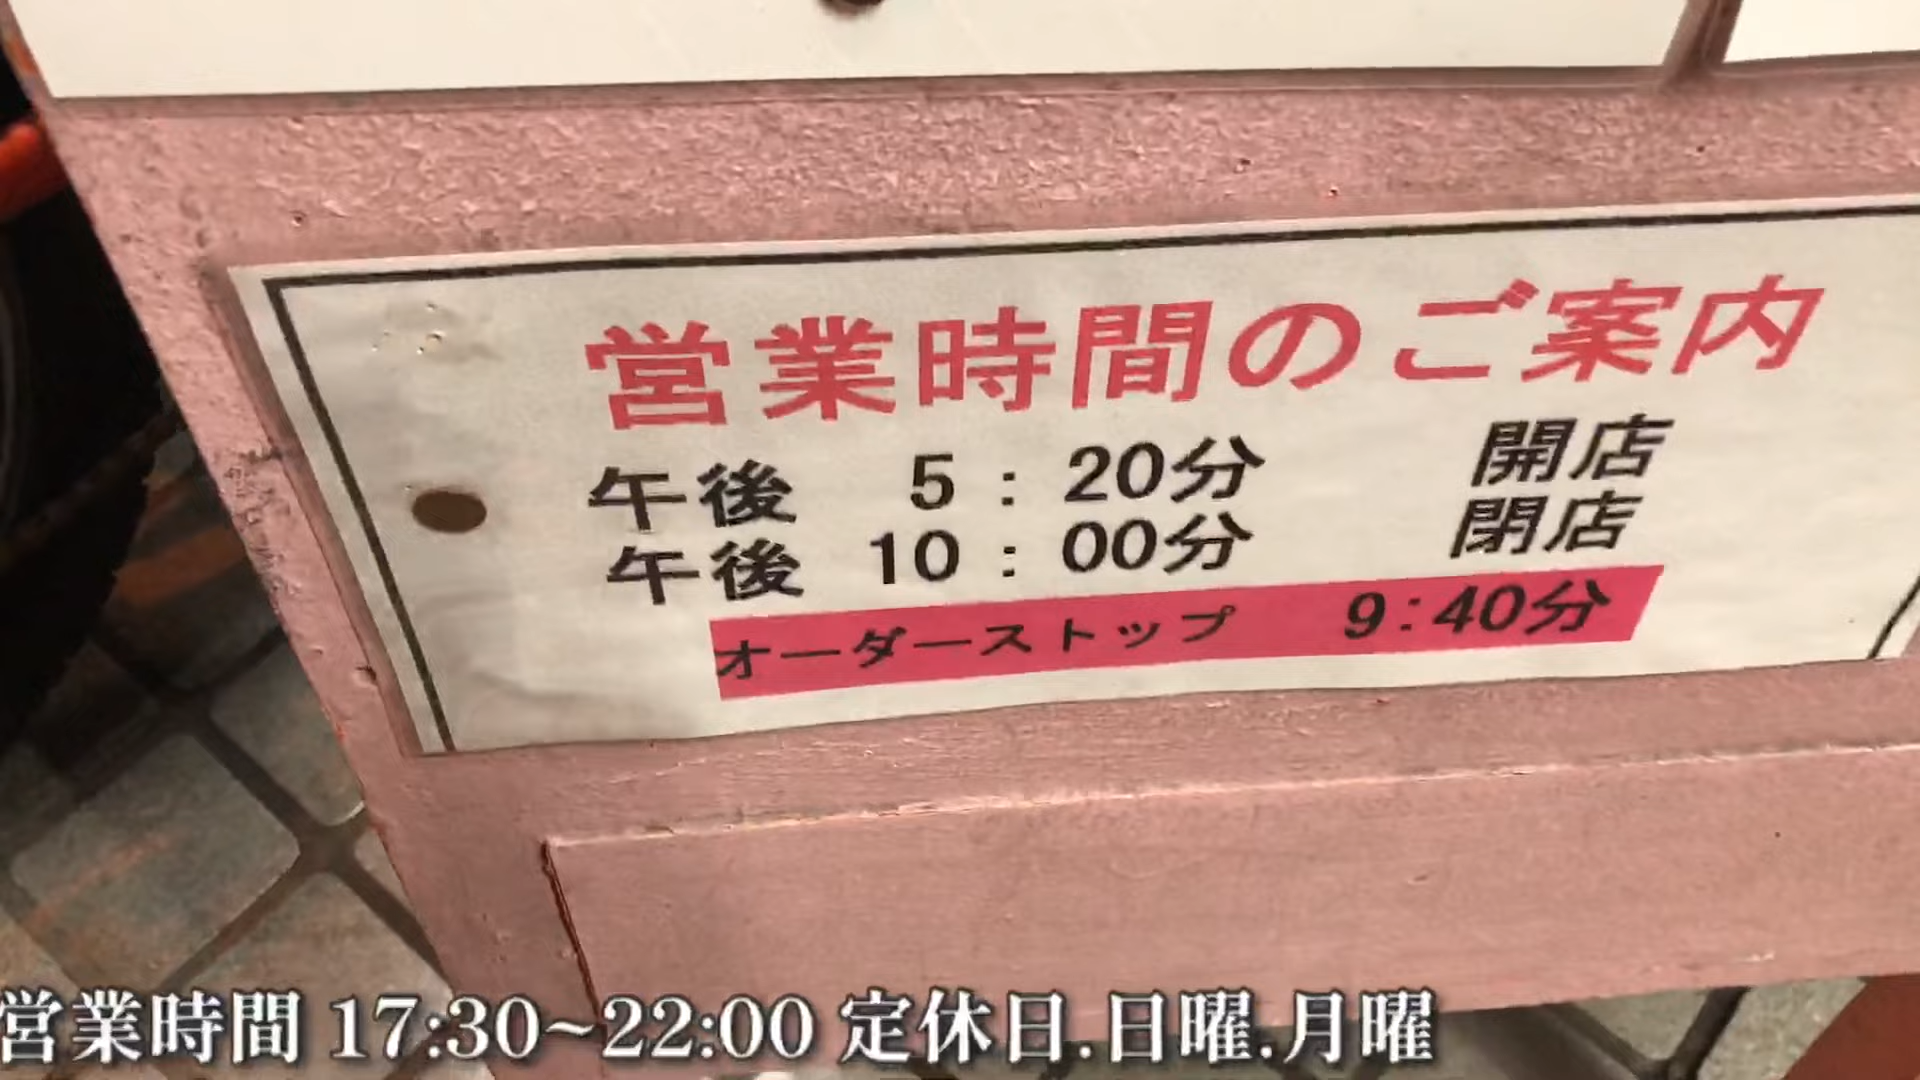 営業時間のご案内
午後 5:20分 開店
午後 10:00分 閉店
オーダーストップ 9:40分
営業時間 17:30~22:00 定休日.日曜.月曜